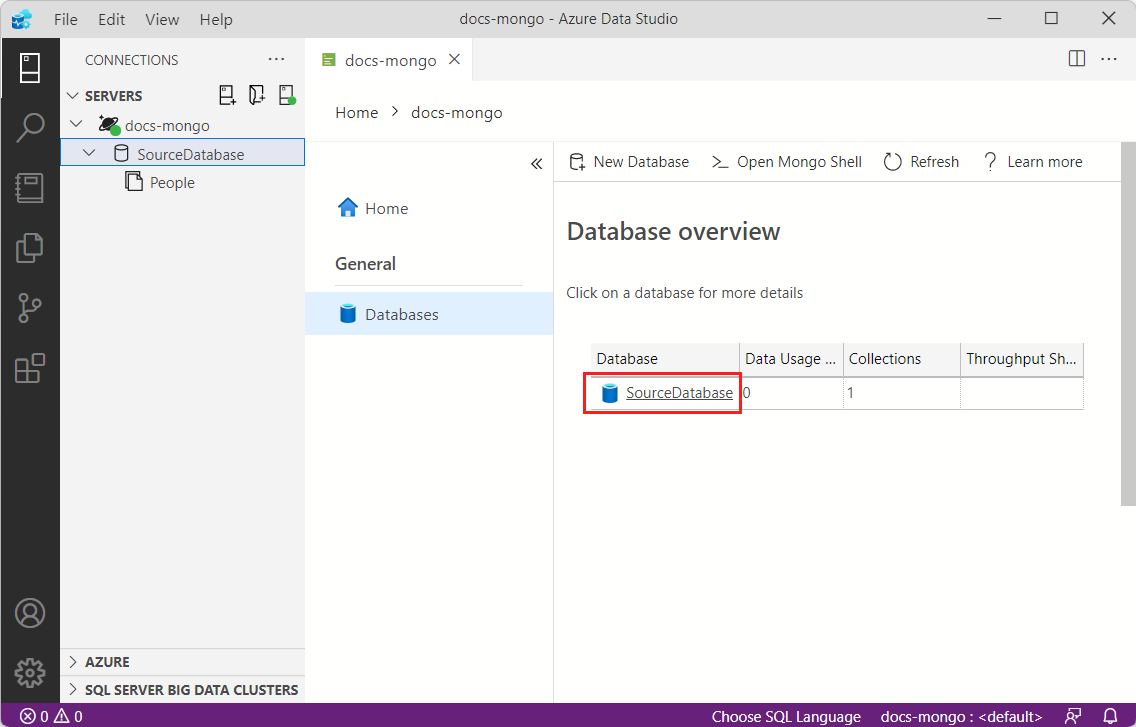 File Edit View Help docs-mongo - Azure Data Studio
CONNECTIONS
SERVERS
docs-mongo
SourceDatabase
People
AZURE
SQL SERVER BIG DATA CLUSTERS
docs-mongo
Home > docs-mongo
Home
General
Databases
New Database Open Mongo Shell Refresh ? Learn more
Database overview
Click on a database for more details
Database Data Usage ... Collections Throughput Sh...
SourceDatabase 0 1
0 0 Choose SQL Language docs-mongo : <default>